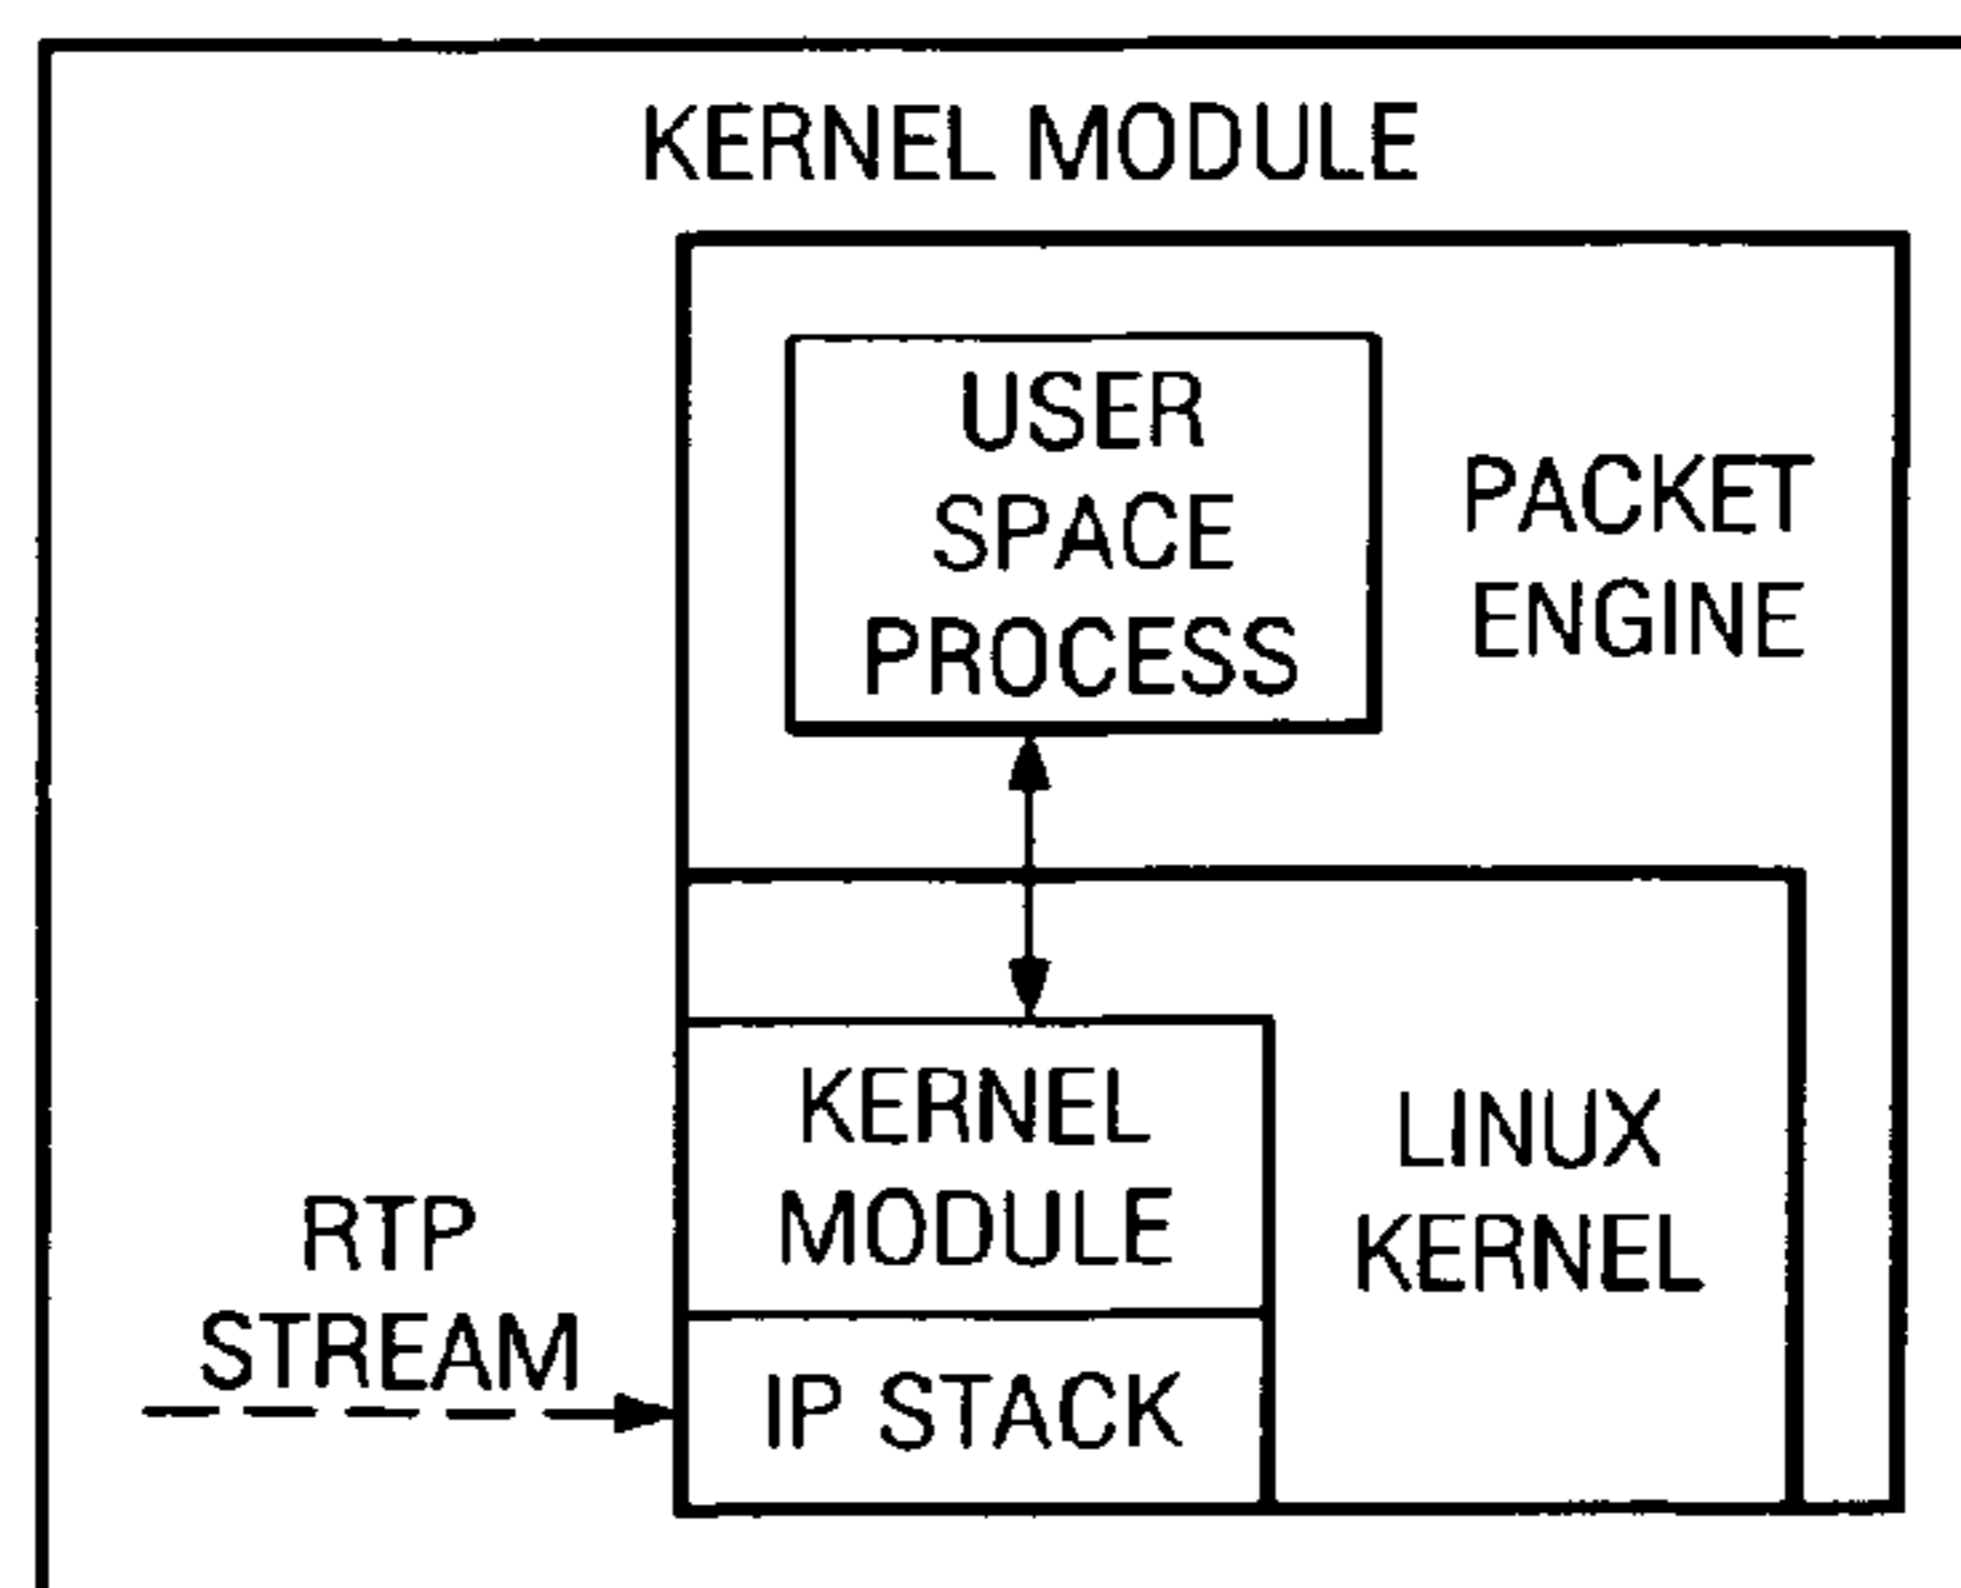 KERNEL MODULE
USER
SPACE
PROCESS
PACKET
ENGINE
KERNEL
MODULE
LINUX
KERNEL
RTP
STREAM
IP STACK